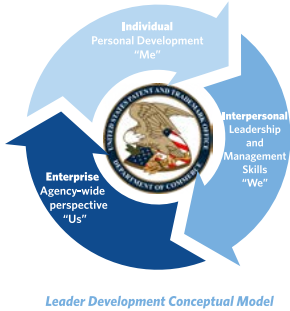 Individual
Personal Development
“Me”
Interpersonal
Leadership
and
Management
Skills
“We”
Enterprise
Agency-wide
perspective
“Us”
UNITED STATES PATENT AND TRADEMARK OFFICE
DEPARTMENT OF COMMERCE
Leader Development Conceptual Model